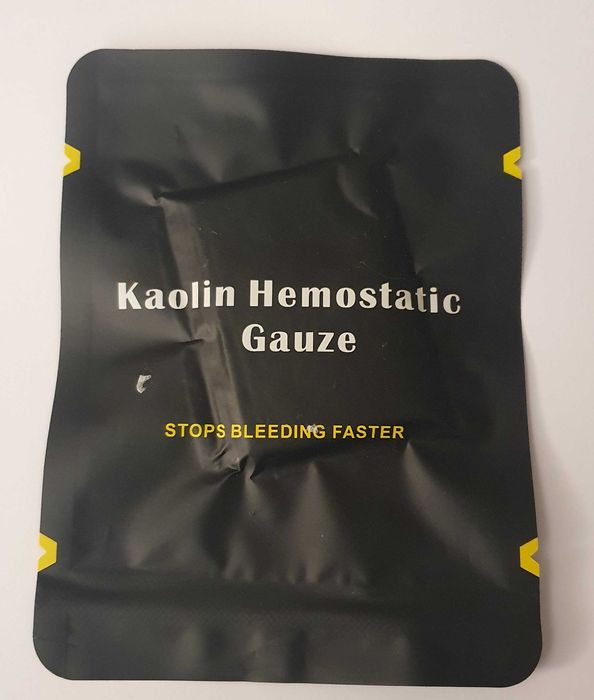 Kaolin Hemostatic
Gauze
STOPS BLEEDING FASTER